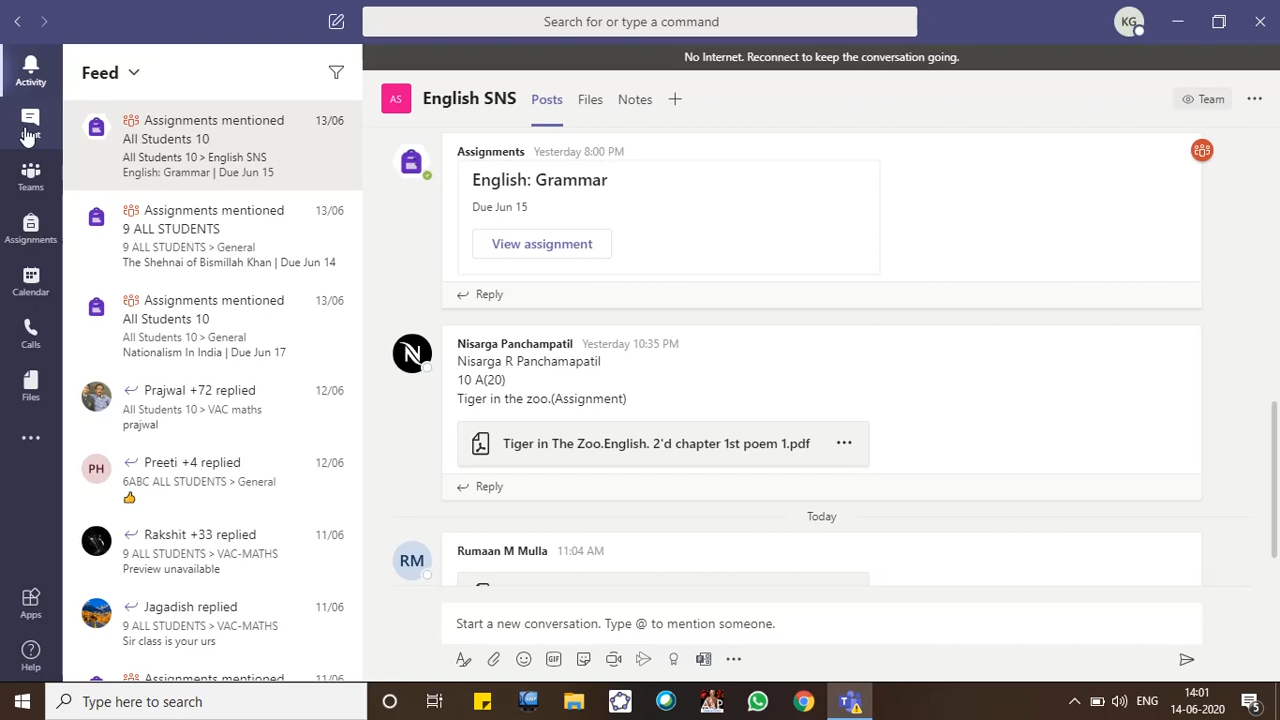 Search for or type a command
KG
No Internet. Reconnect to keep the conversation going.
Activity
Teams
Assignments
Calendar
Calls
Files
Apps
Help
Feed
Assignments mentioned 13/06
All Students 10
All Students 10 > English SNS
English: Grammar | Due Jun 15
Assignments mentioned 13/06
9 ALL STUDENTS
9 ALL STUDENTS > General
The Shehnai of Bismillah Khan | Due Jun 14
Assignments mentioned 13/06
All Students 10
All Students 10 > General
Nationalism In India | Due Jun 17
Prajwal +72 replied 12/06
All Students 10 > VAC maths
prajwal
PH
Preeti +4 replied 12/06
6ABC ALL STUDENTS > General
Rakshit +33 replied 11/06
9 ALL STUDENTS > VAC-MATHS
Preview unavailable
Jagadish replied 11/06
9 ALL STUDENTS > VAC-MATHS
Sir class is your urs
Assignments mentioned 11/06
AS
English SNS Posts Files Notes
Team
Assignments Yesterday 8:00 PM
English: Grammar
Due Jun 15
View assignment
Reply
N
Nisarga Panchampatil Yesterday 10:35 PM
Nisarga R Panchamapatil
10 A(20)
Tiger in the zoo.(Assignment)
Tiger in The Zoo.English. 2'd chapter 1st poem 1.pdf
Reply
Today
RM
Rumaan M Mulla 11:04 AM
Start a new conversation. Type @ to mention someone.
GIF
Type here to search
ENG
14:01
14-06-2020
5